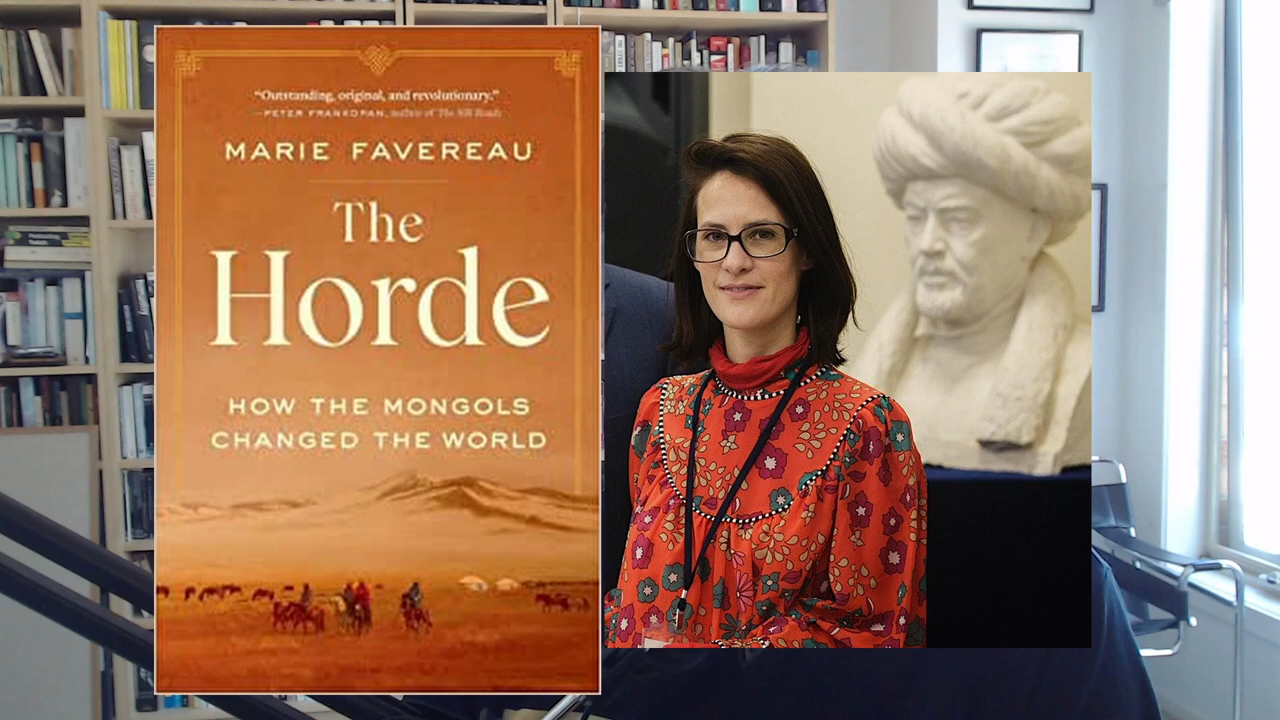 “Outstanding, original, and revolutionary.”
—PETER FRANKOPAN, author of The Silk Roads
MARIE FAVEREAU
The
Horde
HOW THE MONGOLS
CHANGED THE WORLD